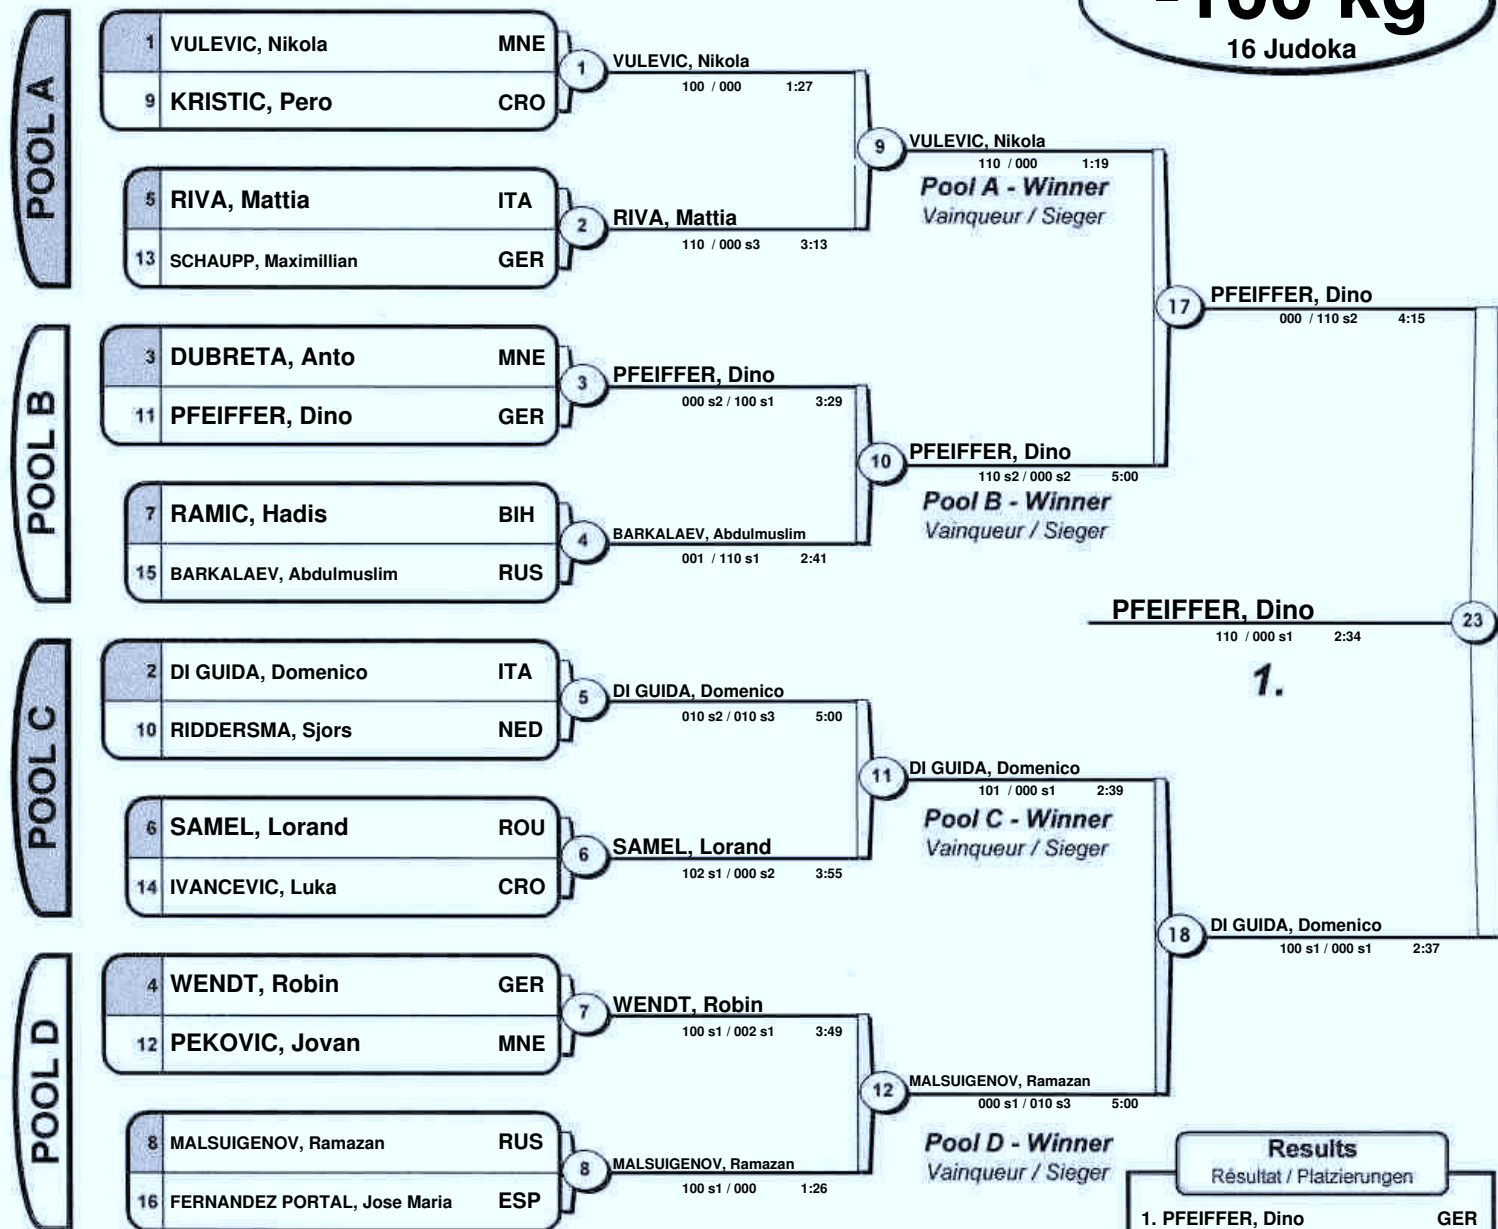 -100 kg
16 Judoka
POOL A
1 VULEVIC, Nikola MNE
9 KRISTIC, Pero CRO
5 RIVA, Mattia ITA
13 SCHAUPP, Maximillian GER
1 VULEVIC, Nikola
100 / 000 1:27
2 RIVA, Mattia
110 / 000 s3 3:13
9 VULEVIC, Nikola
110 / 000 1:19
Pool A - Winner
Vainqueur / Sieger
POOL B
3 DUBRETA, Anto MNE
11 PFEIFFER, Dino GER
7 RAMIC, Hadis BIH
15 BARKALAEV, Abdulmuslim RUS
3 PFEIFFER, Dino
000 s2 / 100 s1 3:29
4 BARKALAEV, Abdulmuslim
001 / 110 s1 2:41
10 PFEIFFER, Dino
110 s2 / 000 s2 5:00
Pool B - Winner
Vainqueur / Sieger
17 PFEIFFER, Dino
000 / 110 s2 4:15
POOL C
2 DI GUIDA, Domenico ITA
10 RIDDERSMA, Sjors NED
6 SAMEL, Lorand ROU
14 IVANCEVIC, Luka CRO
5 DI GUIDA, Domenico
010 s2 / 010 s3 5:00
6 SAMEL, Lorand
102 s1 / 000 s2 3:55
11 DI GUIDA, Domenico
101 / 000 s1 2:39
Pool C - Winner
Vainqueur / Sieger
POOL D
4 WENDT, Robin GER
12 PEKOVIC, Jovan MNE
8 MALSUIGENOV, Ramazan RUS
16 FERNANDEZ PORTAL, Jose Maria ESP
7 WENDT, Robin
100 s1 / 002 s1 3:49
8 MALSUIGENOV, Ramazan
100 s1 / 000 1:26
12 MALSUIGENOV, Ramazan
000 s1 / 010 s3 5:00
Pool D - Winner
Vainqueur / Sieger
18 DI GUIDA, Domenico
100 s1 / 000 s1 2:37
PFEIFFER, Dino 23
110 / 000 s1 2:34
1.
Results
Résultat / Platzierungen
1. PFEIFFER, Dino GER